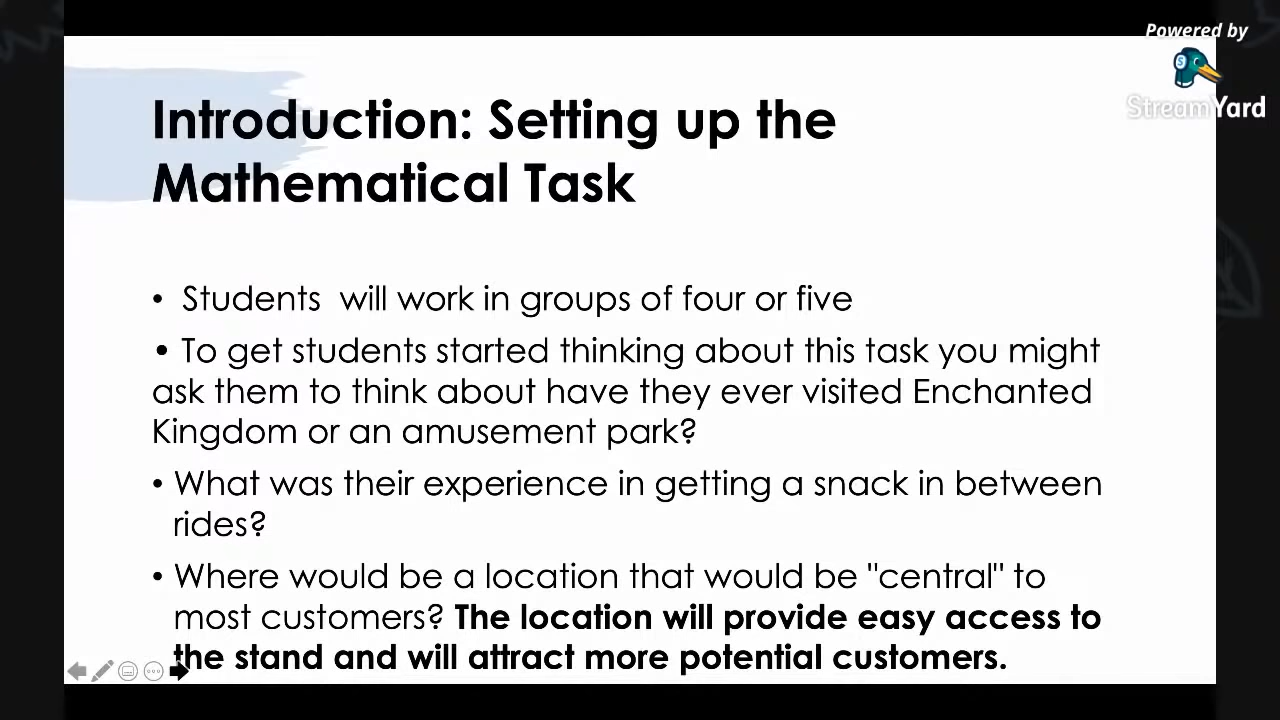 Powered by
StreamYard
Introduction: Setting up the
Mathematical Task
• Students will work in groups of four or five
• To get students started thinking about this task you might
ask them to think about have they ever visited Enchanted
Kingdom or an amusement park?
• What was their experience in getting a snack in between
rides?
• Where would be a location that would be "central" to
most customers? The location will provide easy access to
the stand and will attract more potential customers.